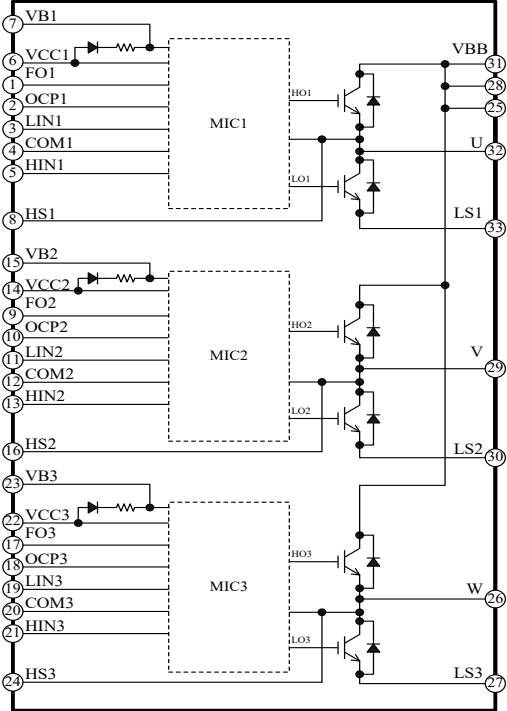 7 VB1
VBB
6 VCC1
31
1 FO1
28
HO1
2 OCP1
25
3 LIN1
MIC1
4 COM1
U 32
5 HIN1
LO1
8 HS1
LS1 33
15 VB2
14 VCC2
9 FO2
10 OCP2
HO2
11 LIN2
MIC2
V 29
12 COM2
13 HIN2
LO2
16 HS2
LS2 30
23 VB3
22 VCC3
17 FO3
18 OCP3
HO3
19 LIN3
MIC3
W 26
20 COM3
21 HIN3
LO3
24 HS3
LS3 27